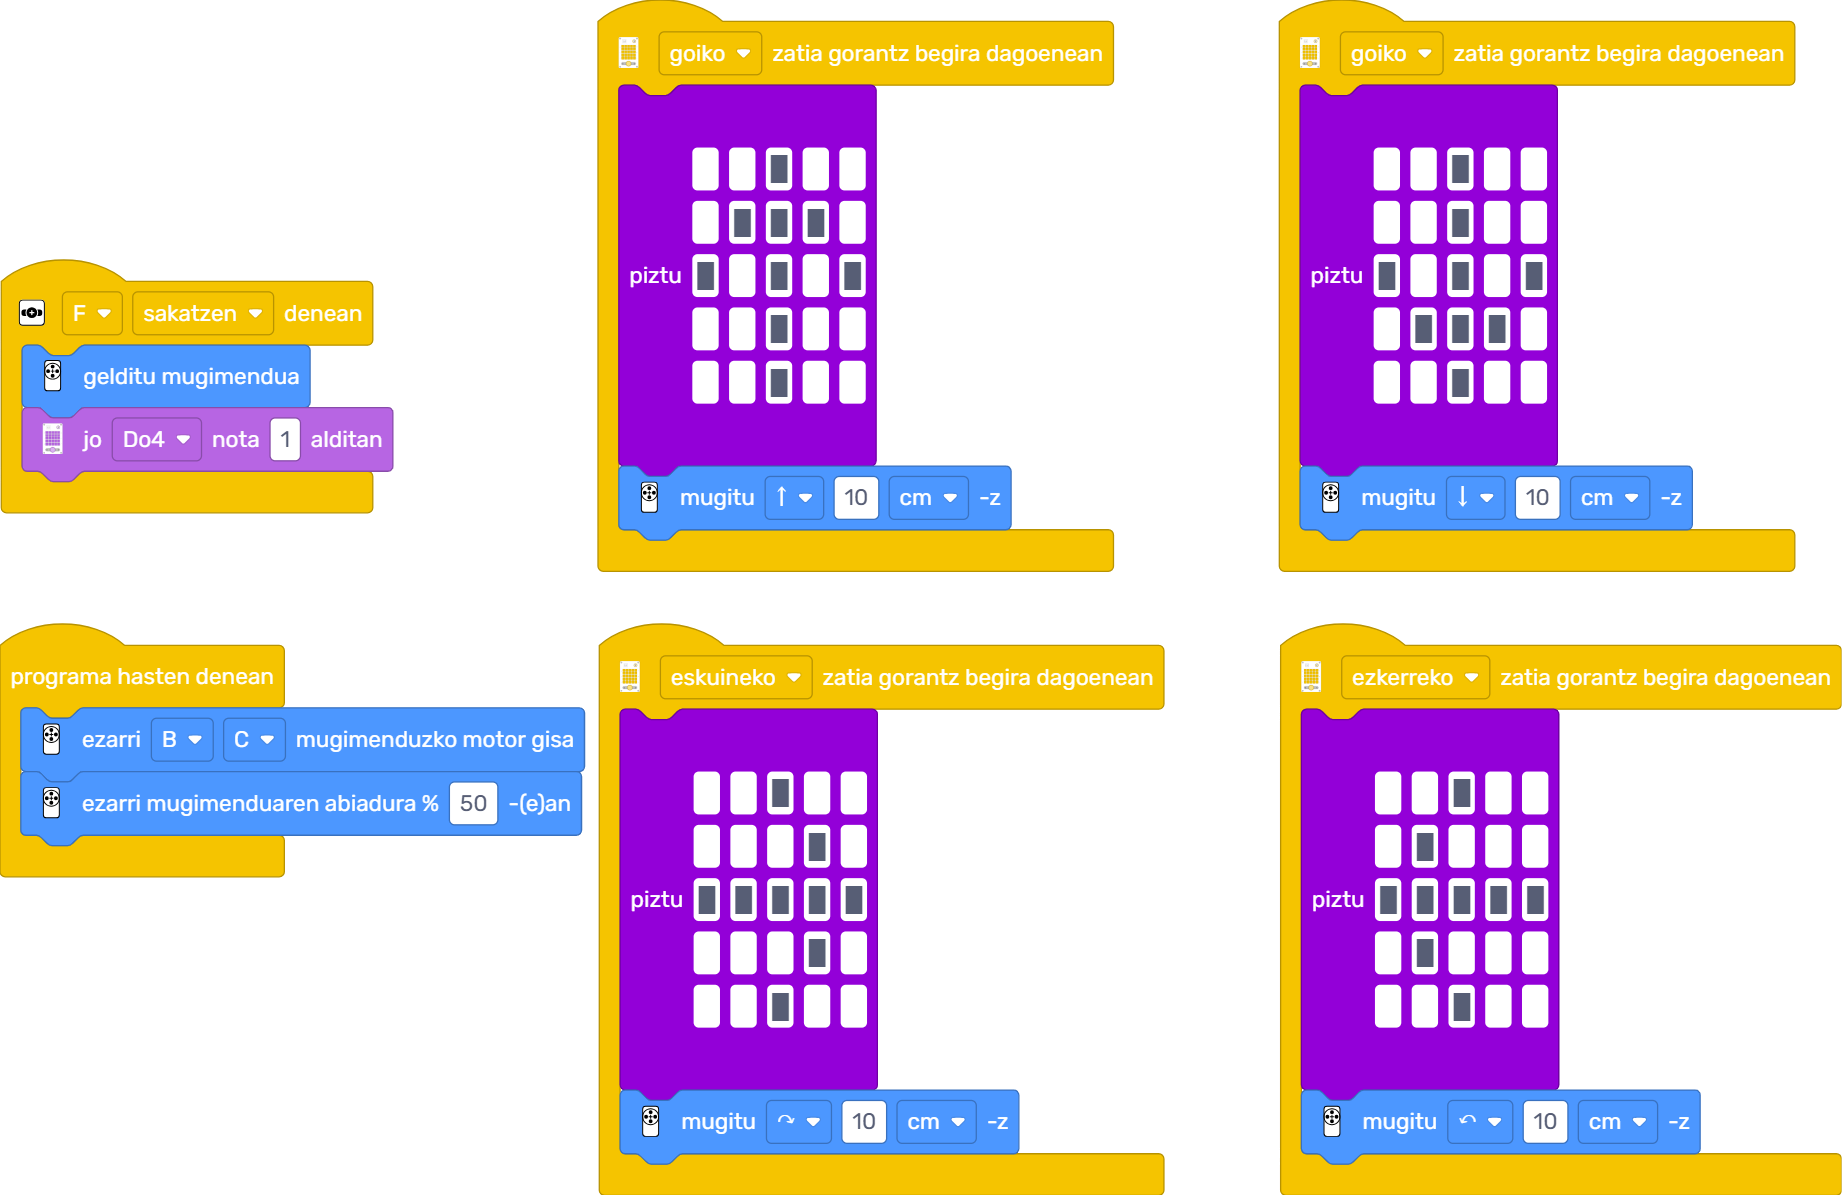 F sakatzen denean
gelditu mugimendua
jo Do4 nota 1 alditan
goiko zatia gorantz begira dagoenean
piztu
mugitu ↑ 10 cm -z
goiko zatia gorantz begira dagoenean
piztu
mugitu ↓ 10 cm -z
programa hasten denean
ezarri B C mugimenduzko motor gisa
ezarri mugimenduaren abiadura % 50 -(e)an
eskuineko zatia gorantz begira dagoenean
piztu
mugitu ↷ 10 cm -z
ezkerreko zatia gorantz begira dagoenean
piztu
mugitu ↶ 10 cm -z